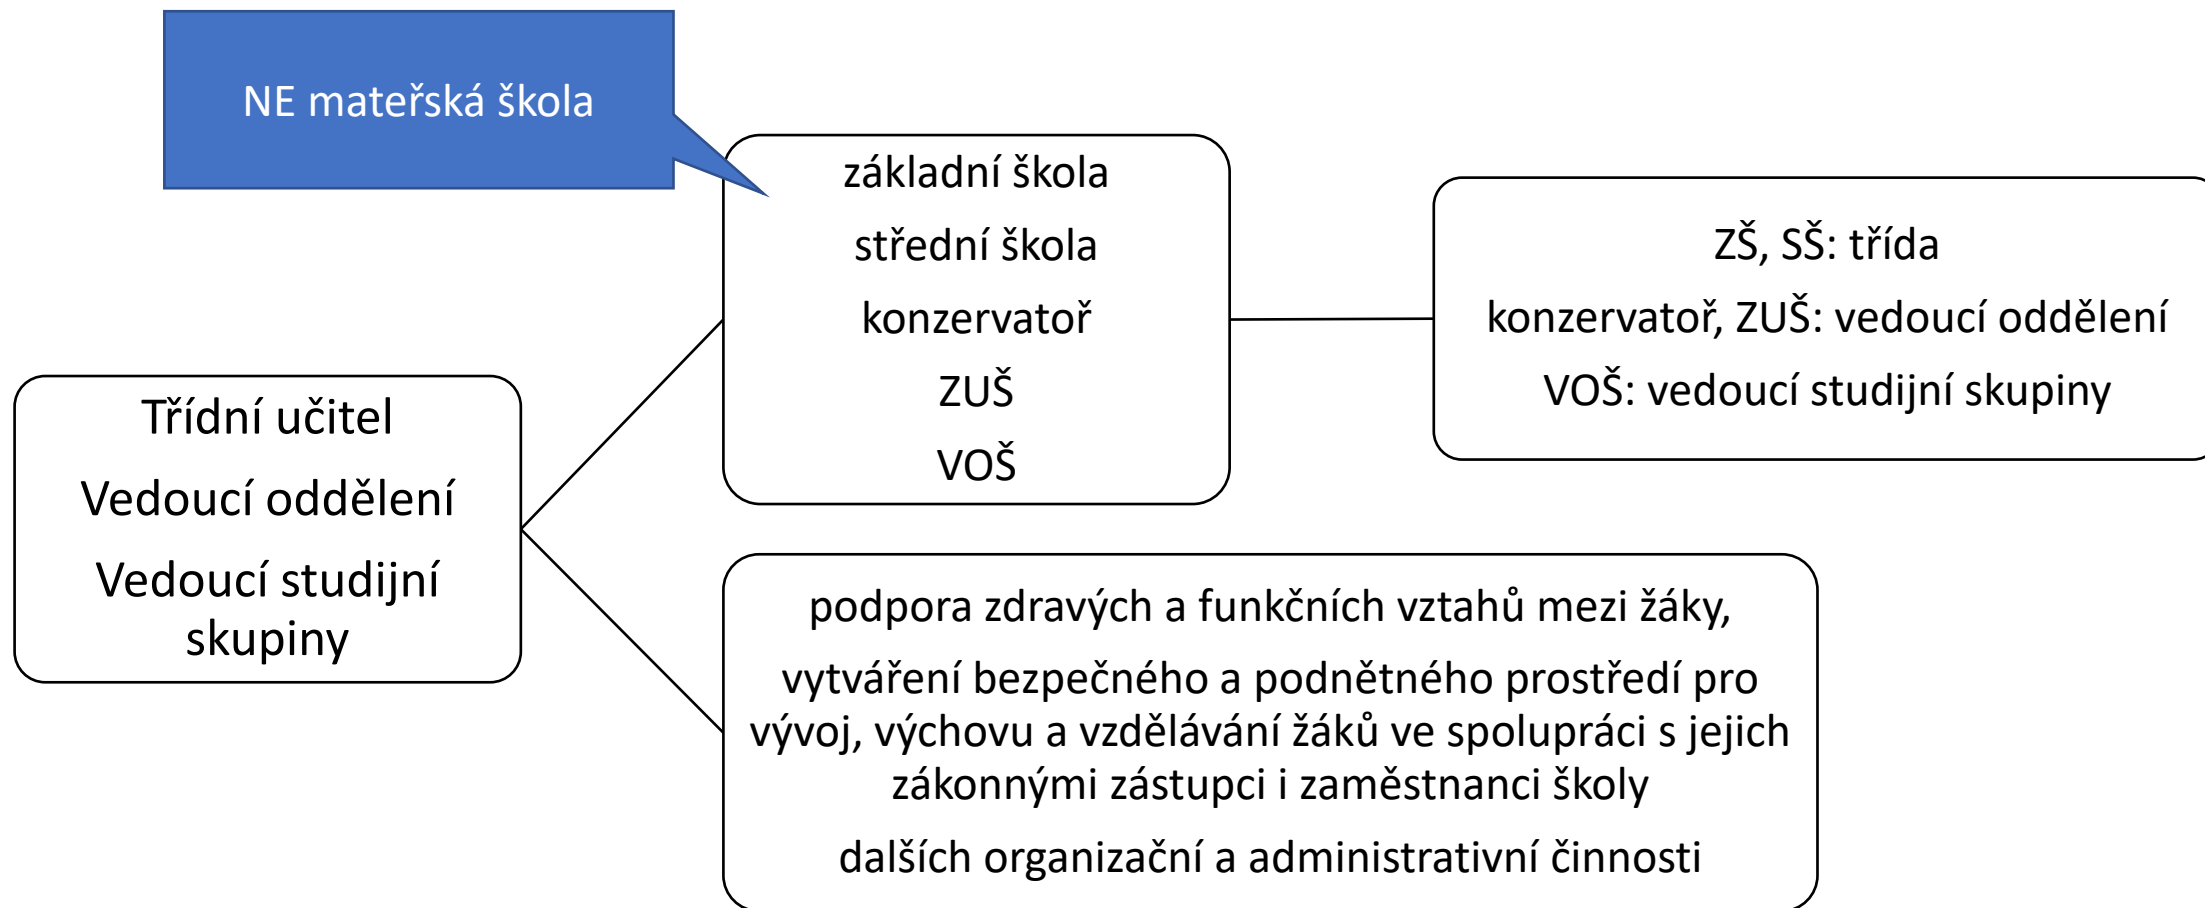 NE mateřská škola
základní škola
střední škola
konzervatoř
ZUŠ
VOŠ
ZŠ, SŠ: třída
konzervatoř, ZUŠ: vedoucí oddělení
VOŠ: vedoucí studijní skupiny
Třídní učitel
Vedoucí oddělení
Vedoucí studijní
skupiny
podpora zdravých a funkčních vztahů mezi žáky,
vytváření bezpečného a podnětného prostředí pro
vývoj, výchovu a vzdělávání žáků ve spolupráci s jejich
zákonnými zástupci i zaměstnanci školy
dalších organizační a administrativní činnosti